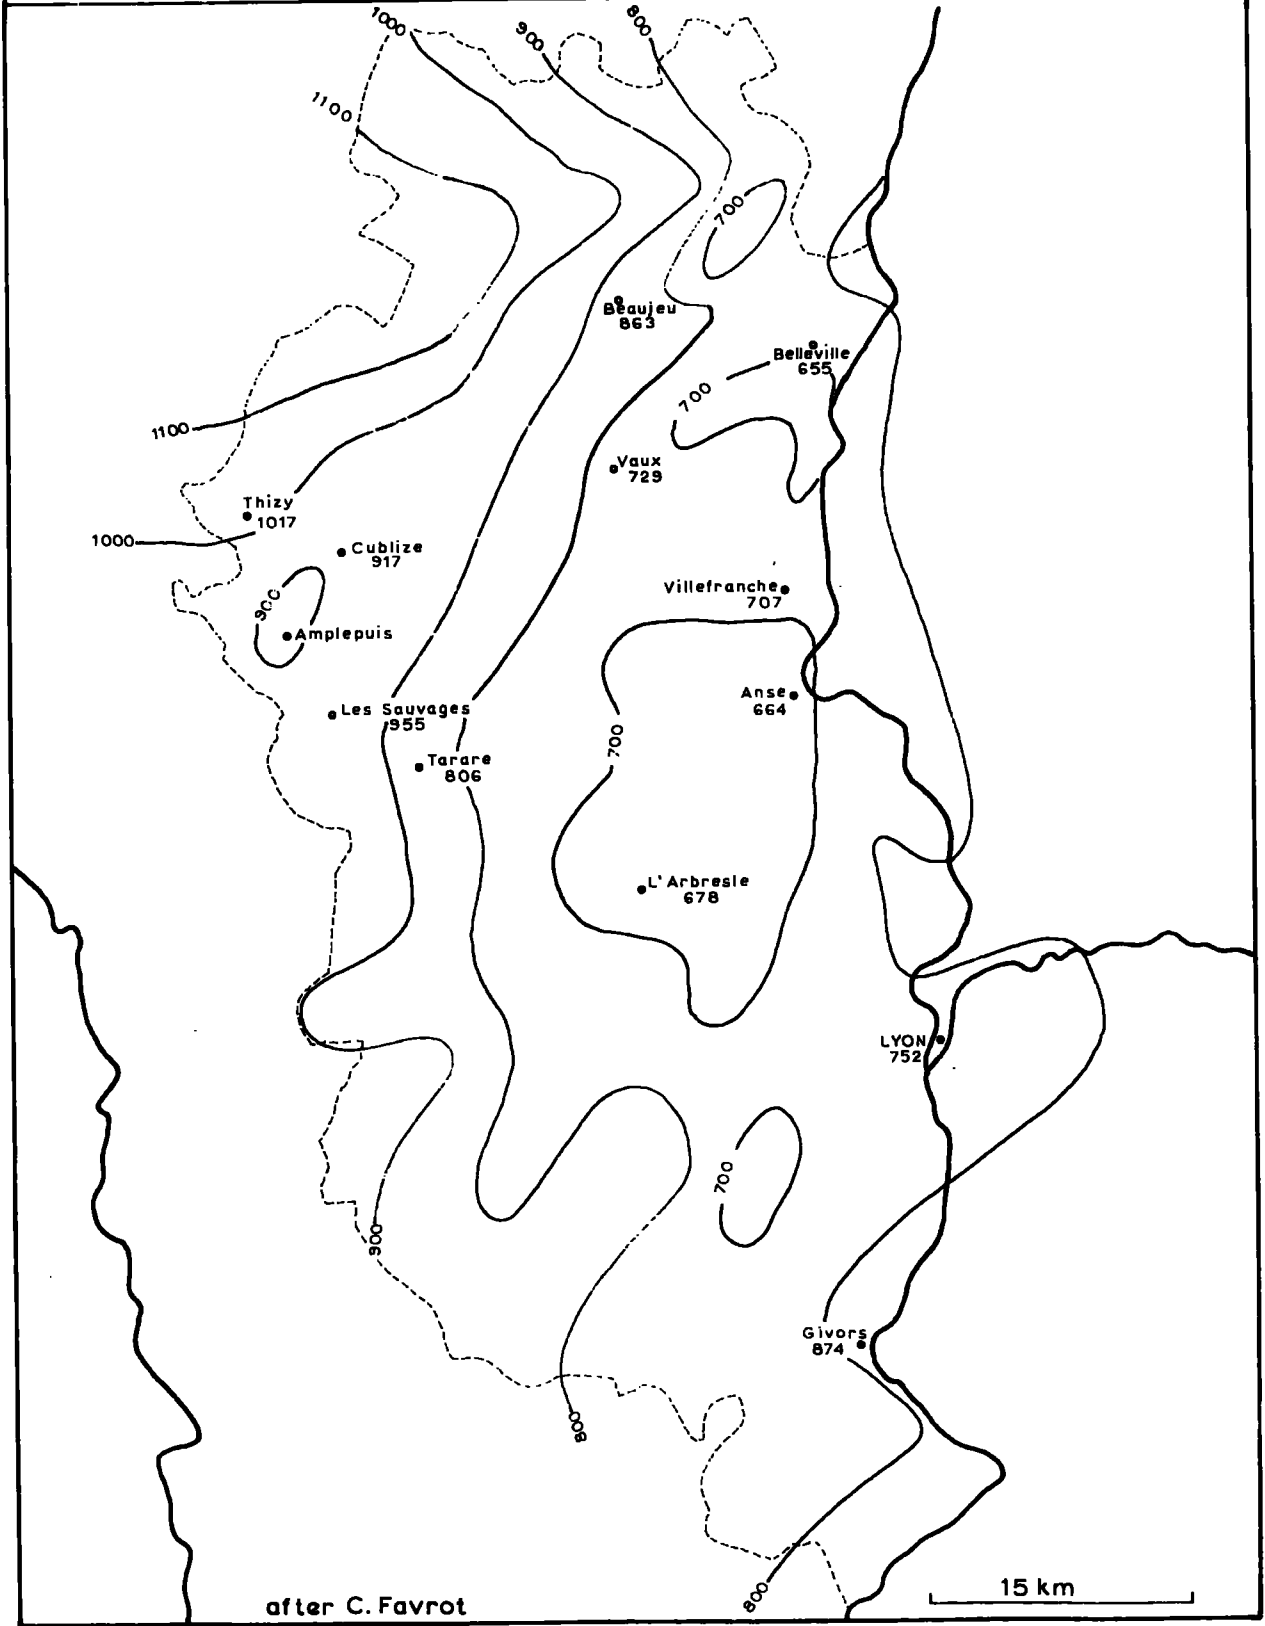 1000
900
800
1100
700
Beaujeu
863
Belleville
655
700
1100
Vaux
729
Thizy
1017
1000
Cublize
917
Villefranche
707
900
Amplepuis
Anse
664
Les Sauvages
955
700
Tarare
806
L'Arbresle
678
LYON
752
700
900
Givors
874
800
15 km
800
after C. Favrot